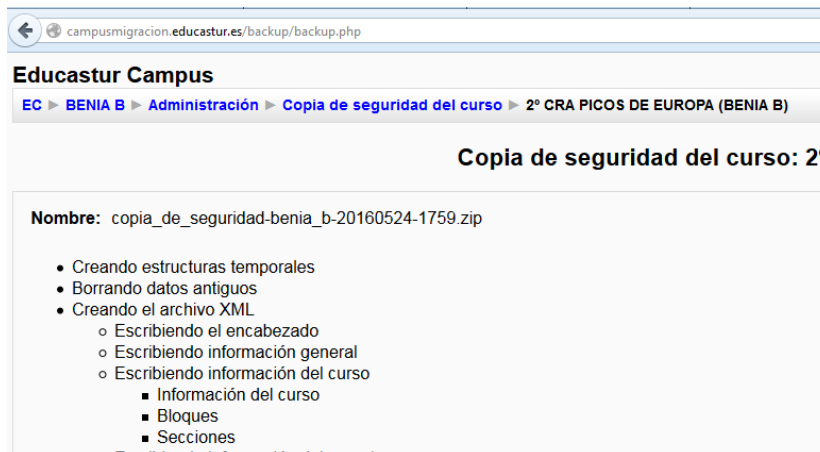 campusmigracion.educastur.es/backup/backup.php
Educastur Campus
EC ► BENIA B ► Administración ► Copia de seguridad del curso ► 2º CRA PICOS DE EUROPA (BENIA B)
Copia de seguridad del curso: 2º
Nombre: copia_de_seguridad-benia_b-20160524-1759.zip
Creando estructuras temporales
Borrando datos antiguos
Creando el archivo XML
Escribiendo el encabezado
Escribiendo información general
Escribiendo información del curso
Información del curso
Bloques
Secciones